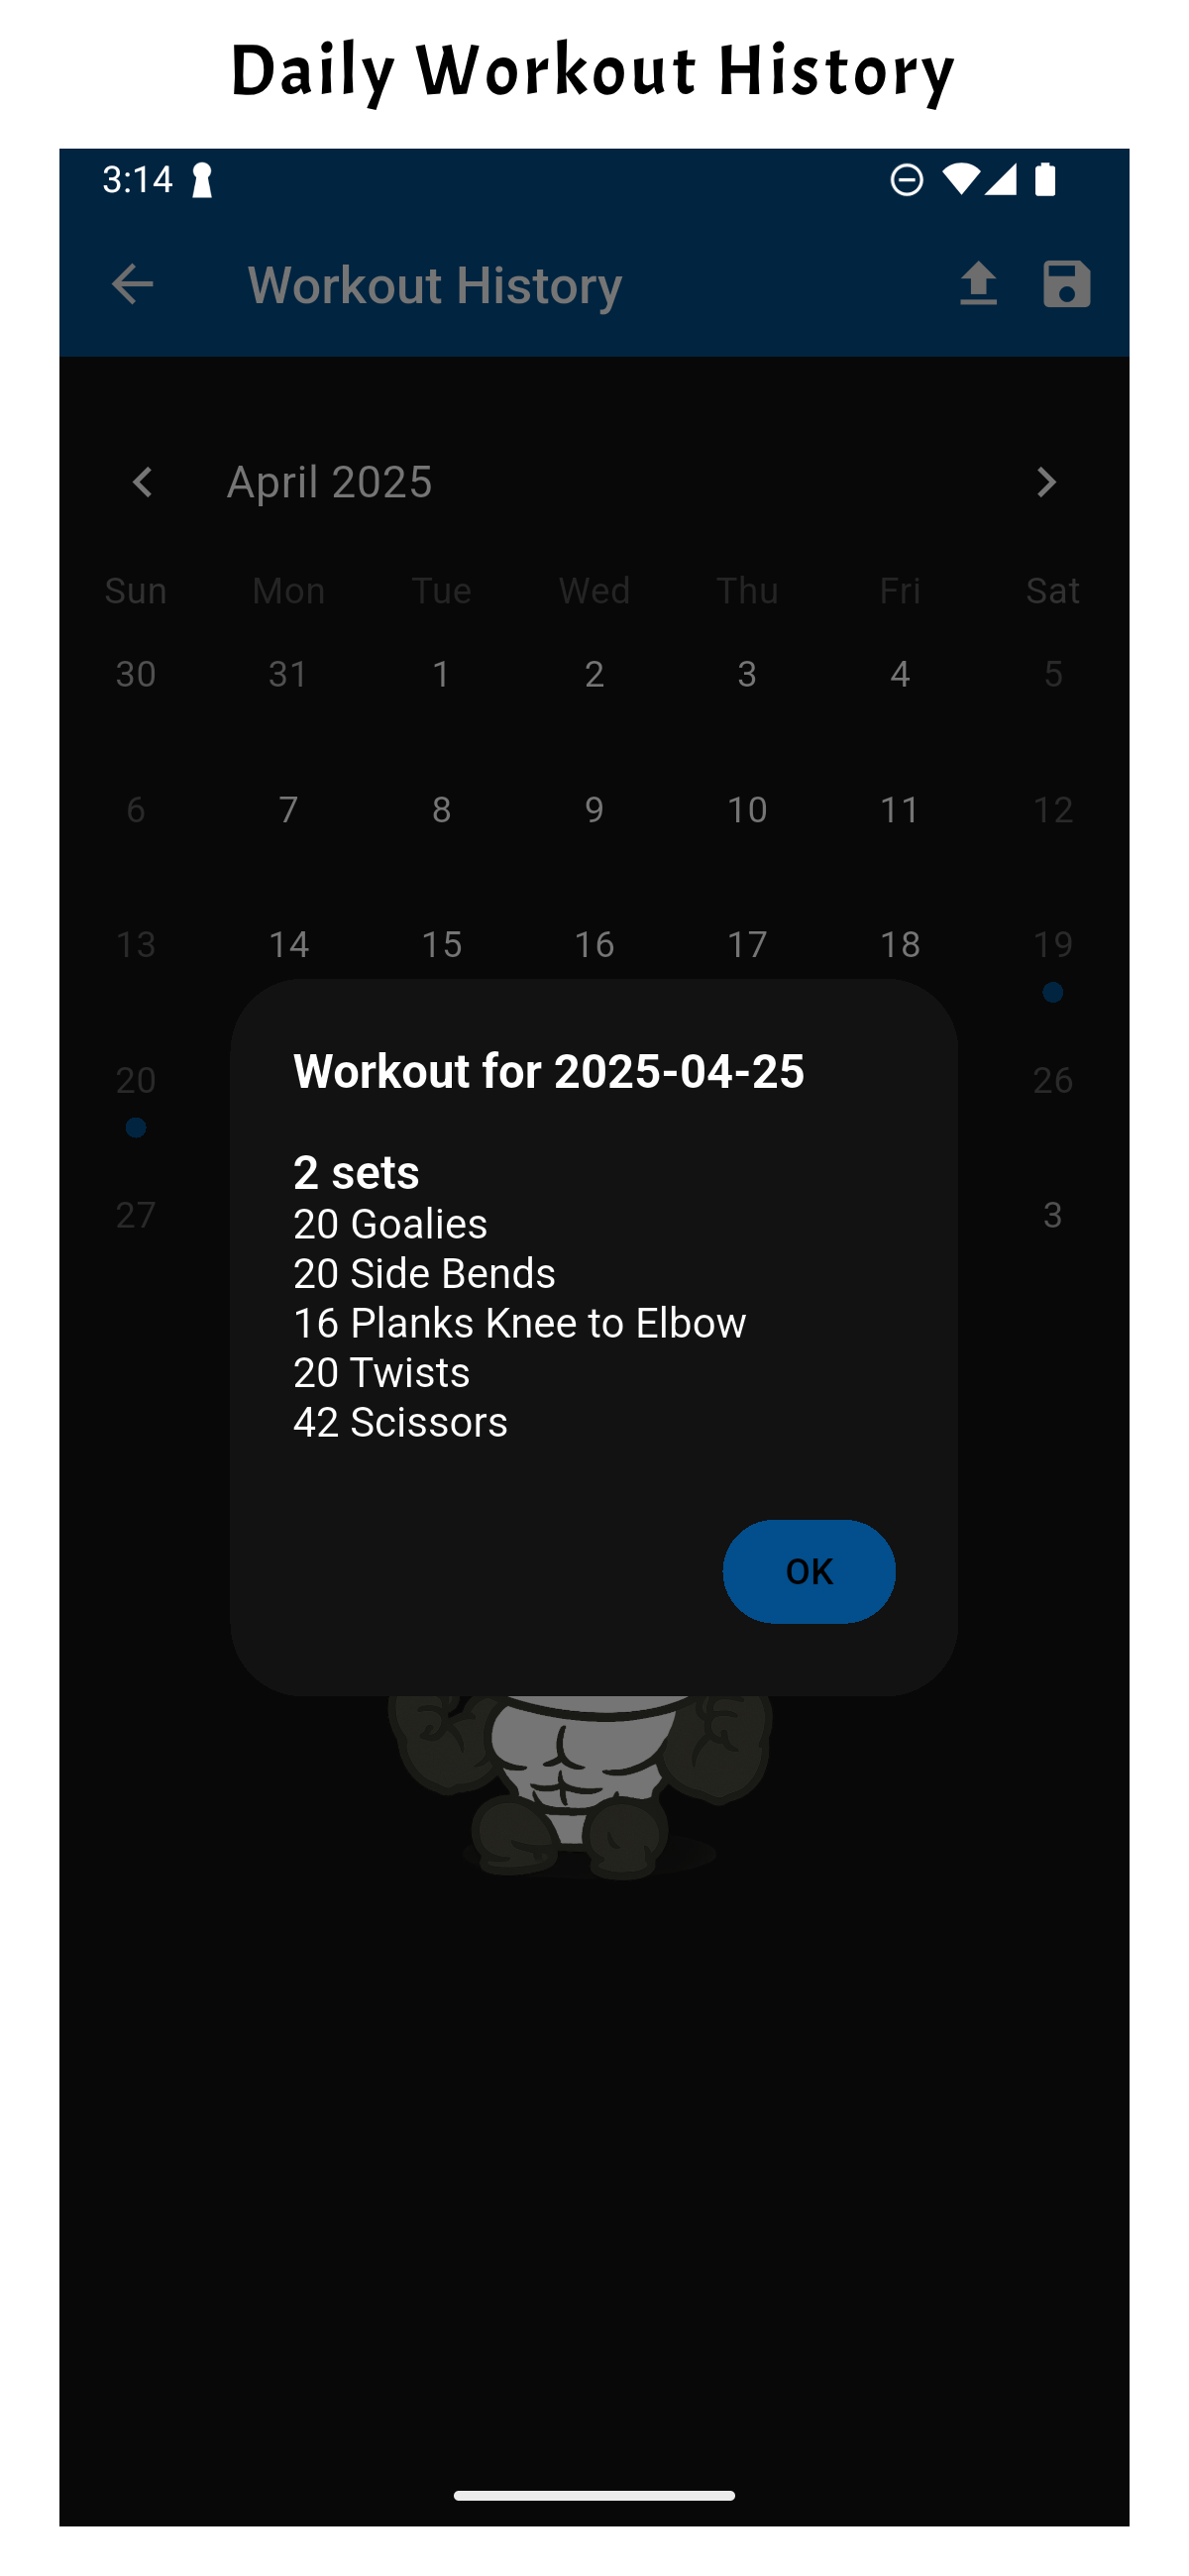 Daily Workout History
3:14
Workout History
April 2025
Sun Mon Tue Wed Thu Fri Sat
30 31 1 2 3 4 5
6 7 8 9 10 11 12
13 14 15 16 17 18 19
20 26
27 3
Workout for 2025-04-25
2 sets
20 Goalies
20 Side Bends
16 Planks Knee to Elbow
20 Twists
42 Scissors
OK